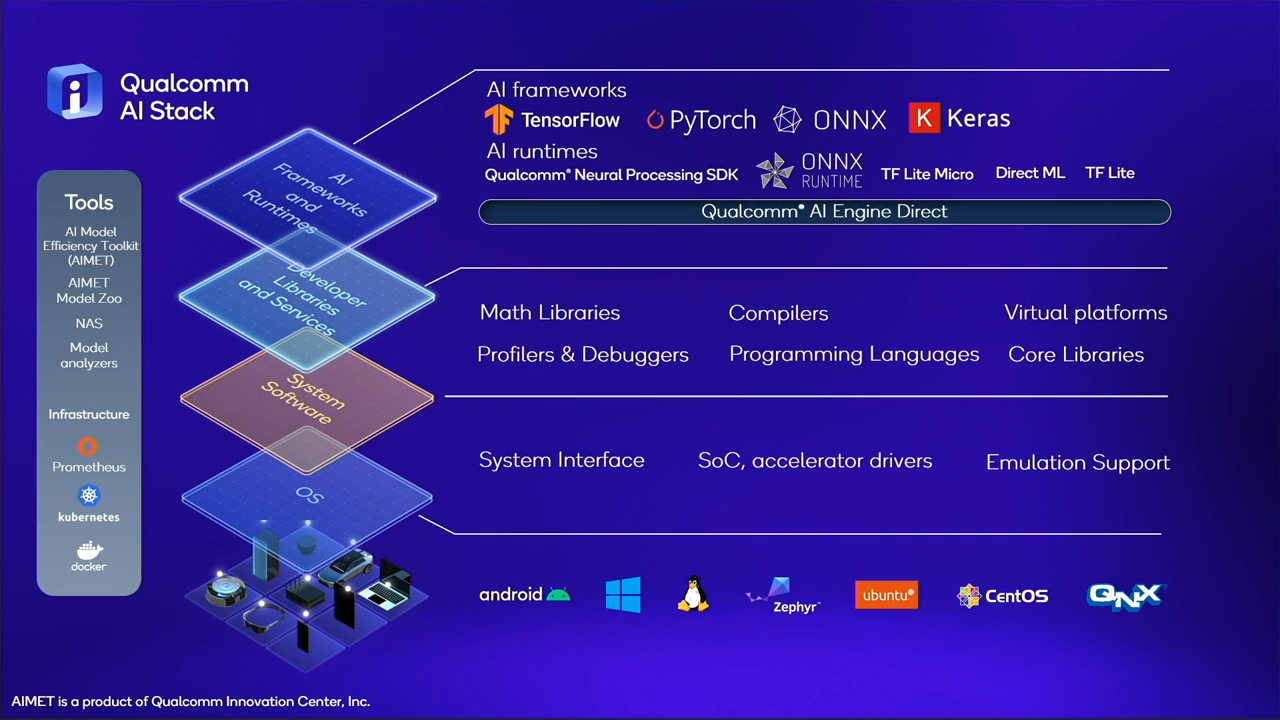 Qualcomm
AI Stack
Tools
AI Model
Efficiency Toolkit
(AIMET)
AIMET
Model Zoo
NAS
Model
analyzers
Infrastructure
Prometheus
kubernetes
docker
AI
Frameworks
and
Runtimes
Developer
Libraries
and Services
System
Software
OS
AI frameworks
TensorFlow PyTorch ONNX K Keras
AI runtimes
Qualcomm® Neural Processing SDK ONNX RUNTIME TF Lite Micro Direct ML TF Lite
Qualcomm® AI Engine Direct
Math Libraries Compilers Virtual platforms
Profilers & Debuggers Programming Languages Core Libraries
System Interface SoC, accelerator drivers Emulation Support
android Zephyr™ ubuntu® CentOS QNX
AIMET is a product of Qualcomm Innovation Center, Inc.